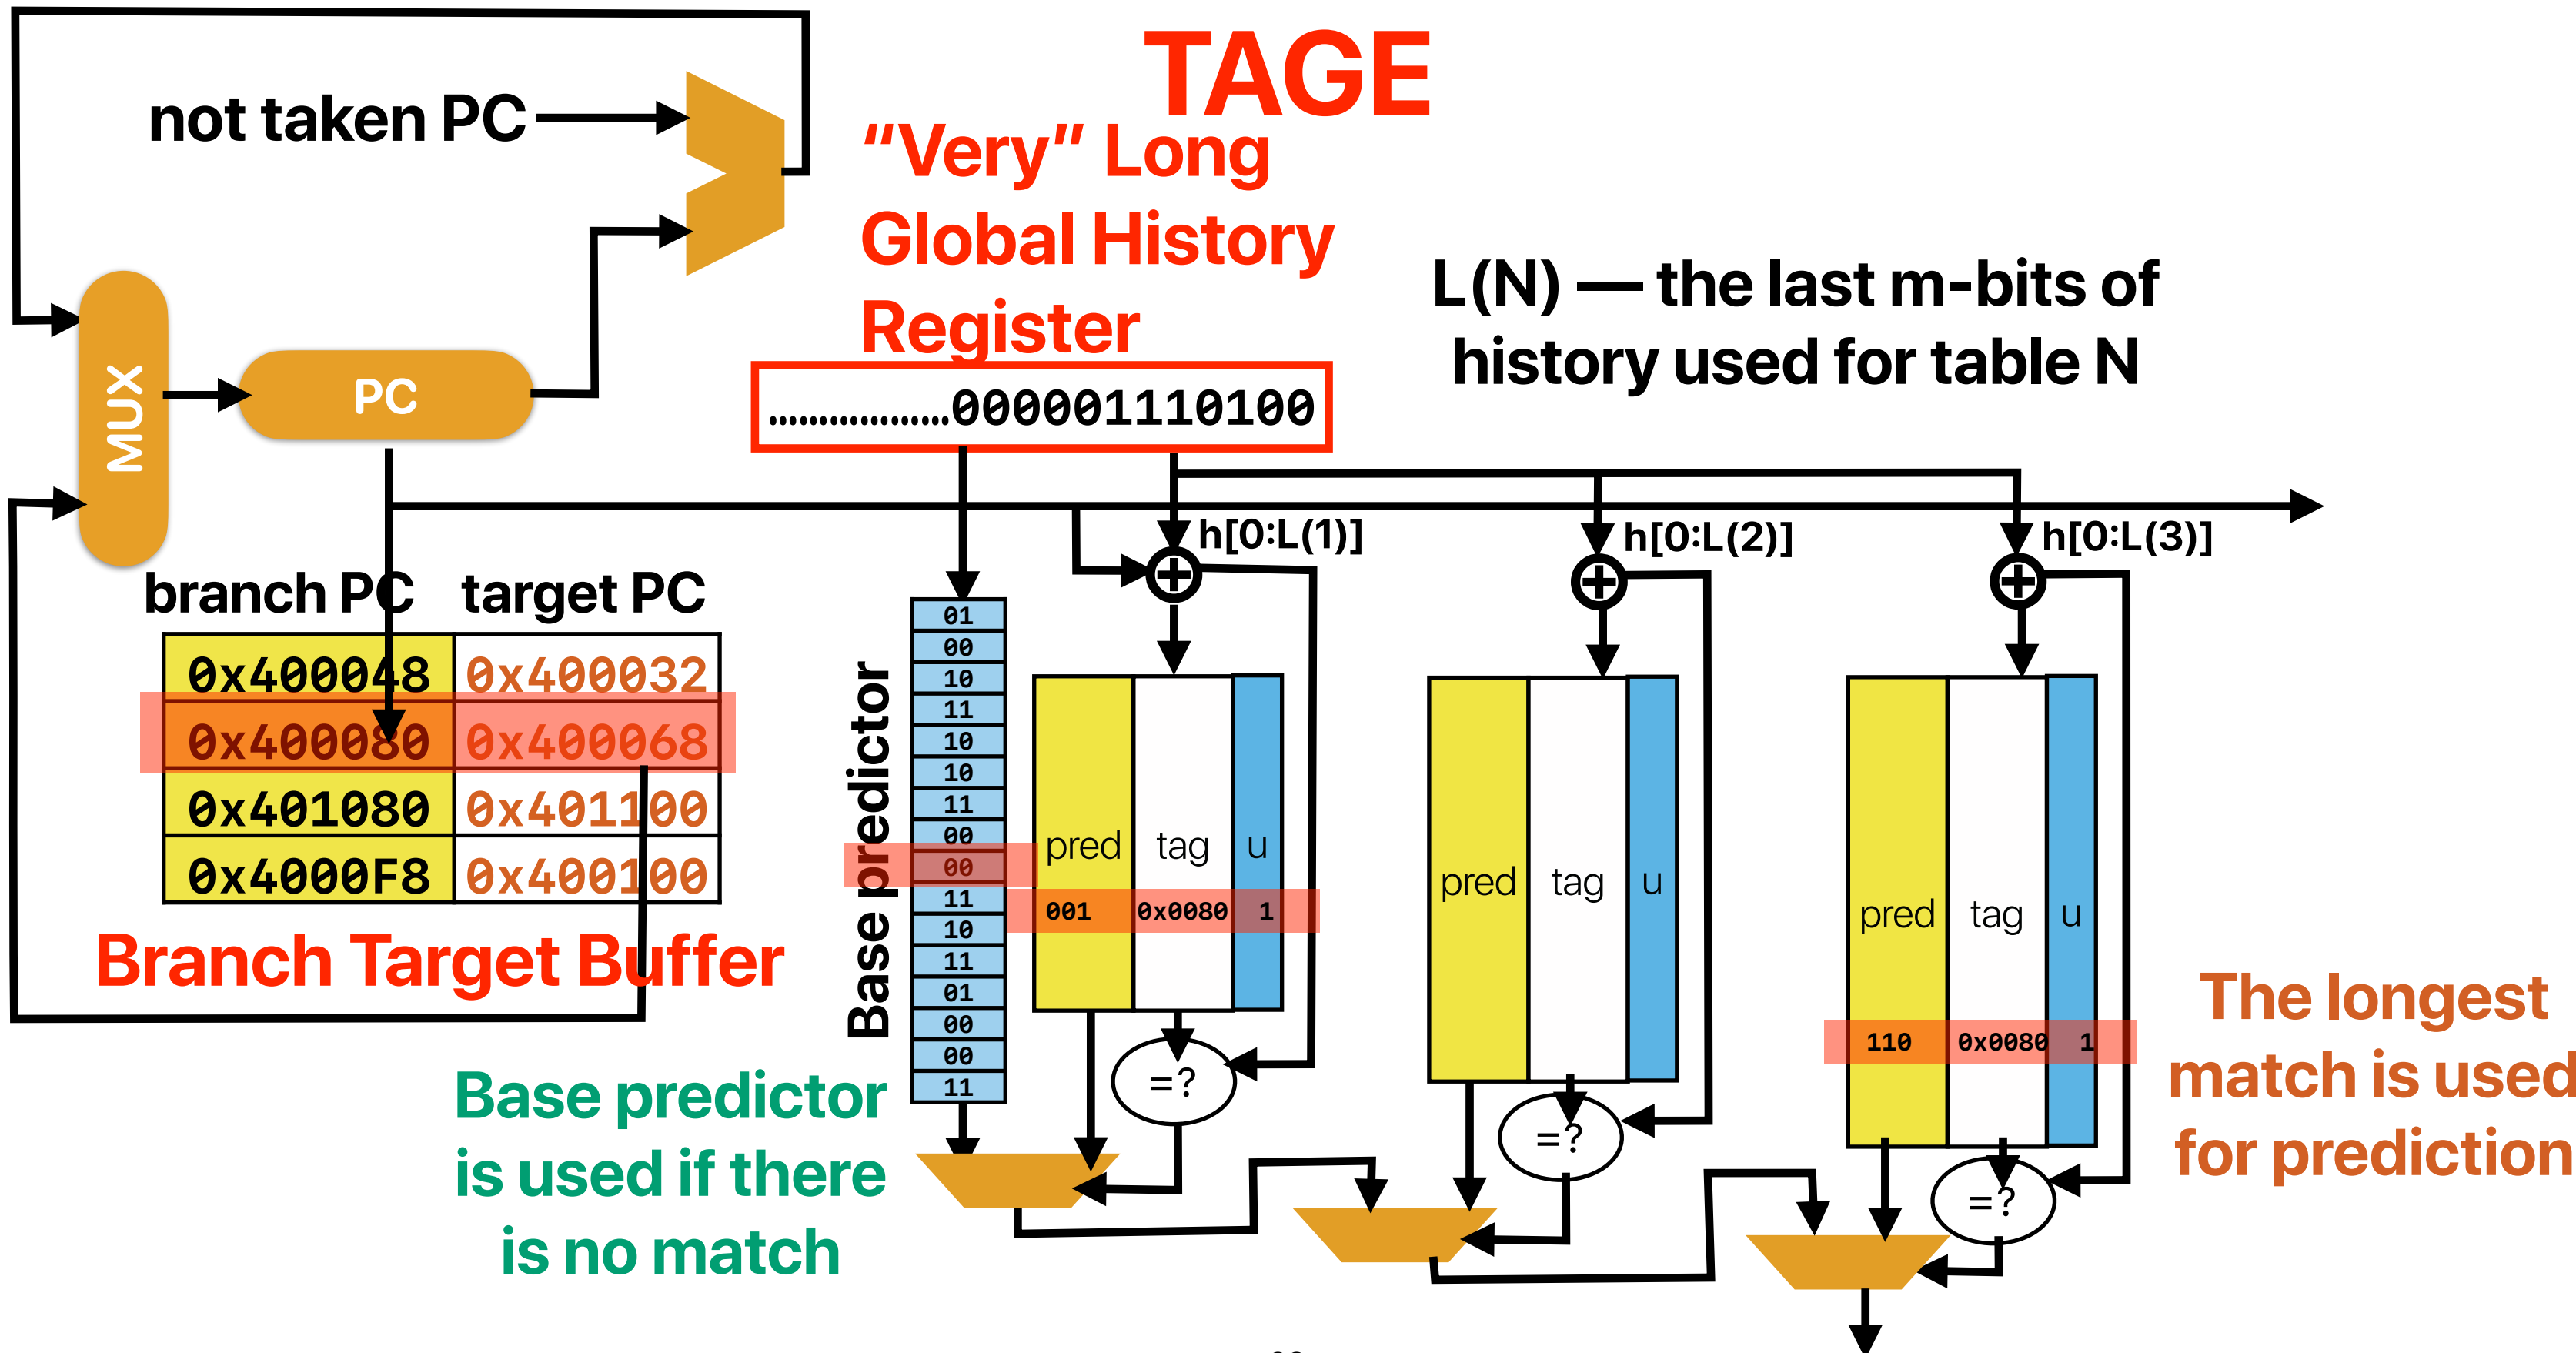 TAGE
not taken PC
“Very” Long
Global History
Register
L(N) — the last m-bits of
history used for table N
MUX
PC
.................000001110100
h[0:L(1)]
h[0:L(2)]
h[0:L(3)]
branch PC target PC
0x400048 0x400032
0x400080 0x400068
0x401080 0x401100
0x4000F8 0x400100
Branch Target Buffer
Base predictor
01
00
10
11
10
10
11
00
00
11
10
11
01
00
00
11
pred tag u
001 0x0080 1
=?
pred tag u
=?
pred tag u
110 0x0080 1
=?
The longest
match is used
for prediction
Base predictor
is used if there
is no match